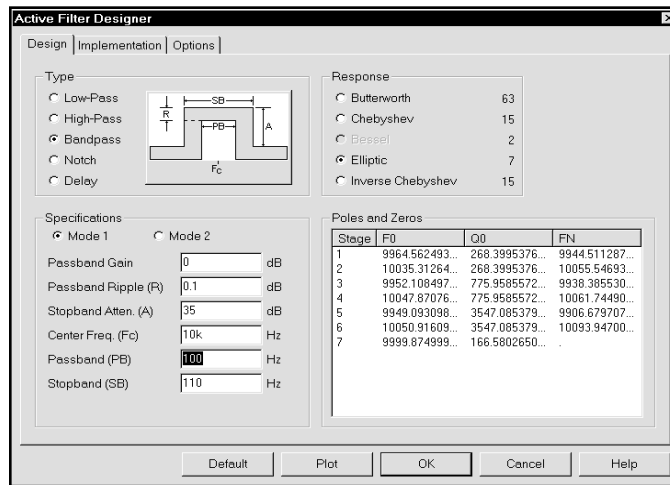 Active Filter Designer
Design Implementation Options
Type
Low-Pass
High-Pass
Bandpass
Notch
Delay
SB
R
PB
A
Fc
Response
Butterworth 63
Chebyshev 15
Bessel 2
Elliptic 7
Inverse Chebyshev 15
Specifications
Mode 1 Mode 2
Passband Gain 0 dB
Passband Ripple (R) 0.1 dB
Stopband Atten. (A) 35 dB
Center Freq. (Fc) 10k Hz
Passband (PB) 100 Hz
Stopband (SB) 110 Hz
Poles and Zeros
Stage F0 Q0 FN
1 9964.562493... 268.3995376... 9944.511287...
2 10035.31264... 268.3995376... 10055.54693...
3 9952.108497... 775.9585572... 9938.385530...
4 10047.87076... 775.9585572... 10061.74490...
5 9949.093098... 3547.085379... 9906.679707...
6 10050.91609... 3547.085379... 10093.94700...
7 9999.874999... 166.5802650... .
Default Plot OK Cancel Help